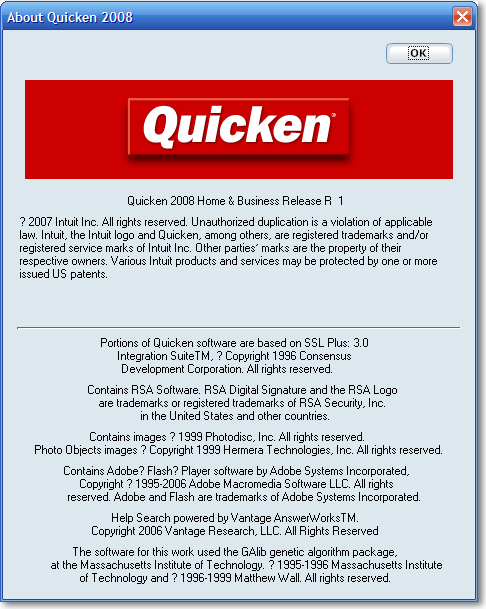 About Quicken 2008
OK
Quicken®
Quicken 2008 Home & Business Release R  1
? 2007 Intuit Inc. All rights reserved. Unauthorized duplication is a violation of applicable
law. Intuit, the Intuit logo and Quicken, among others, are registered trademarks and/or
registered service marks of Intuit Inc. Other parties´ marks are the property of their
respective owners. Various Intuit products and services may be protected by one or more
issued US patents.
Portions of Quicken software are based on SSL Plus: 3.0
Integration SuiteTM, ? Copyright 1996 Consensus
Development Corporation. All rights reserved.
Contains RSA Software. RSA Digital Signature and the RSA Logo
are trademarks or registered trademarks of RSA Security, Inc.
in the United States and other countries.
Contains images ? 1999 Photodisc, Inc. All rights reserved.
Photo Objects images ? Copyright 1999 Hermera Technologies, Inc. All rights reserved.
Contains Adobe? Flash? Player software by Adobe Systems Incorporated,
Copyright ? 1995-2006 Adobe Macromedia Software LLC. All rights
reserved. Adobe and Flash are trademarks of Adobe Systems Incorporated.
Help Search powered by Vantage AnswerWorksTM.
Copyright 2006 Vantage Research, LLC. All Rights Reserved
The software for this work used the GAlib genetic algorithm package,
at the Massachusetts Institute of Technology. ? 1995-1996 Massachusetts Institute
of Technology and ? 1996-1999 Matthew Wall. All rights reserved.